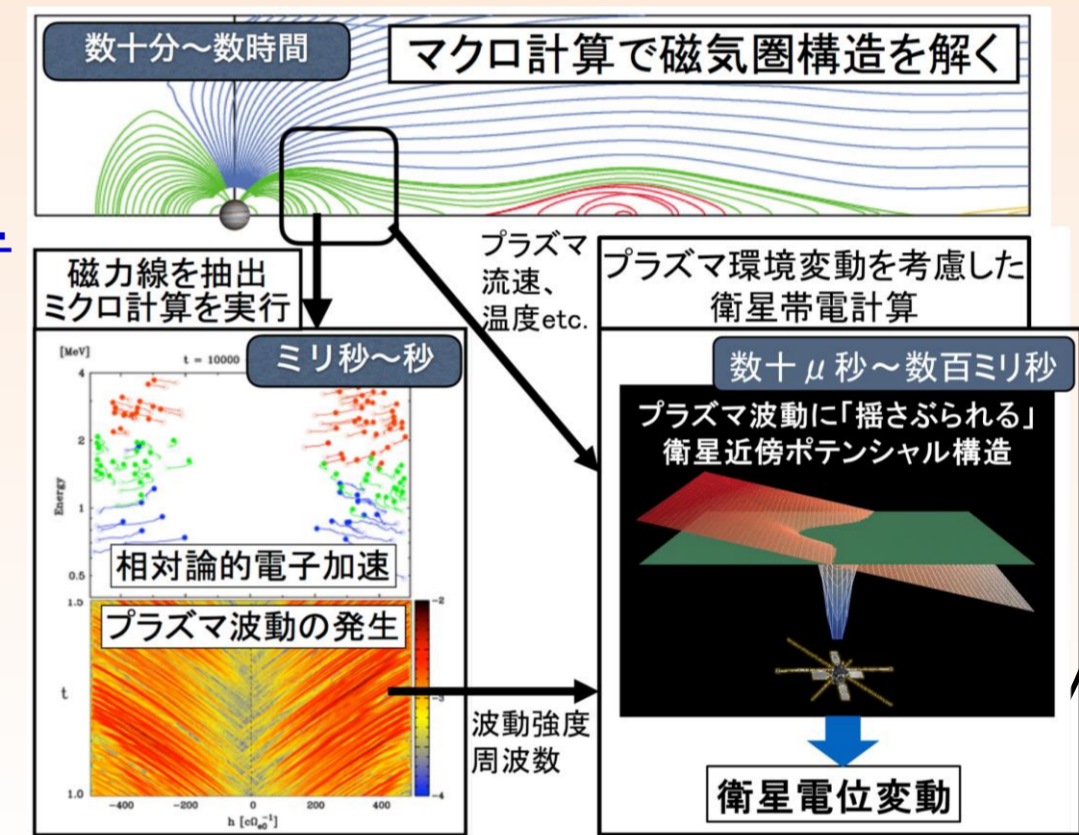 数十分～数時間
マクロ計算で磁気圏構造を解く
磁力線を抽出
ミクロ計算を実行
プラズマ
流速、
温度etc.
プラズマ環境変動を考慮した
衛星帯電計算
[MeV]
t = 10000
ミリ秒～秒
4
2
1
0.5
Energy
相対論的電子加速
1.5
プラズマ波動の発生
t
1.0
-2
-3
-4
-400
-200
0
200
400
h [cΩe0⁻¹]
波動強度
周波数
数十μ秒～数百ミリ秒
プラズマ波動に「揺さぶられる」
衛星近傍ポテンシャル構造
衛星電位変動